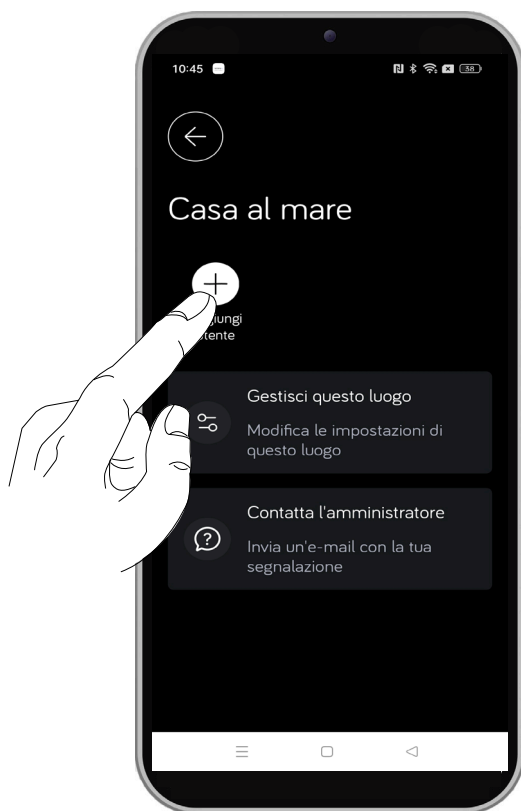 10:45
38
Casa al mare
Gestisci questo luogo
Modifica le impostazioni di
questo luogo
Contatta l'amministratore
?
Invia un'e-mail con la tua
segnalazione